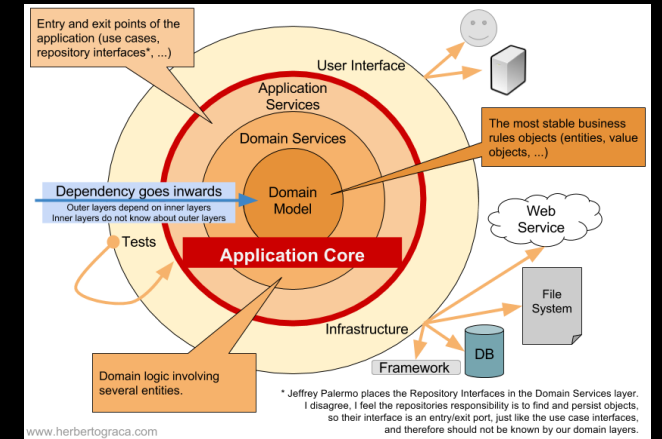 Entry and exit points of the
application (use cases,
repository interfaces*, ...)
User Interface
Application
Services
The most stable business
rules objects (entities, value
objects, ...)
Domain Services
Dependency goes inwards
Outer layers depend on inner layers
Inner layers do not know about outer layers
Domain
Model
Web
Service
Tests
Application Core
File
System
Infrastructure
DB
Framework
Domain logic involving
several entities.
* Jeffrey Palermo places the Repository Interfaces in the Domain Services layer.
I disagree, I feel the repositories responsibility is to find and persist objects,
so their interface is an entry/exit port, just like the use case interfaces,
and therefore should not be known by our domain layers.
www.herbertograca.com